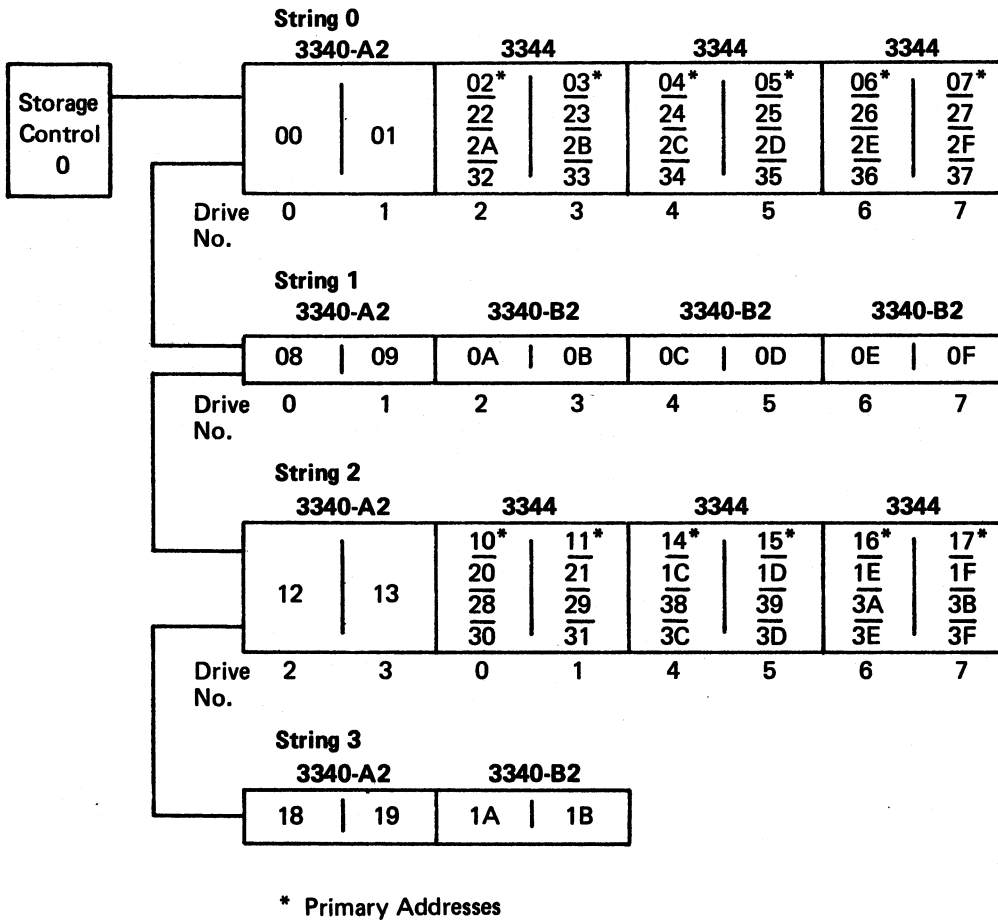 String 0
3340-A2 3344 3344 3344
Storage Control 0
00 01
02* 03* 04* 05* 06* 07*
22 23 24 25 26 27
2A 2B 2C 2D 2E 2F
32 33 34 35 36 37
Drive No. 0 1 2 3 4 5 6 7
String 1
3340-A2 3340-B2 3340-B2 3340-B2
08 09 0A 0B 0C 0D 0E 0F
Drive No. 0 1 2 3 4 5 6 7
String 2
3340-A2 3344 3344 3344
12 13
10* 11* 14* 15* 16* 17*
20 21 1C 1D 1E 1F
28 29 38 39 3A 3B
30 31 3C 3D 3E 3F
Drive No. 2 3 0 1 4 5 6 7
String 3
3340-A2 3340-B2
18 19 1A 1B
* Primary Addresses